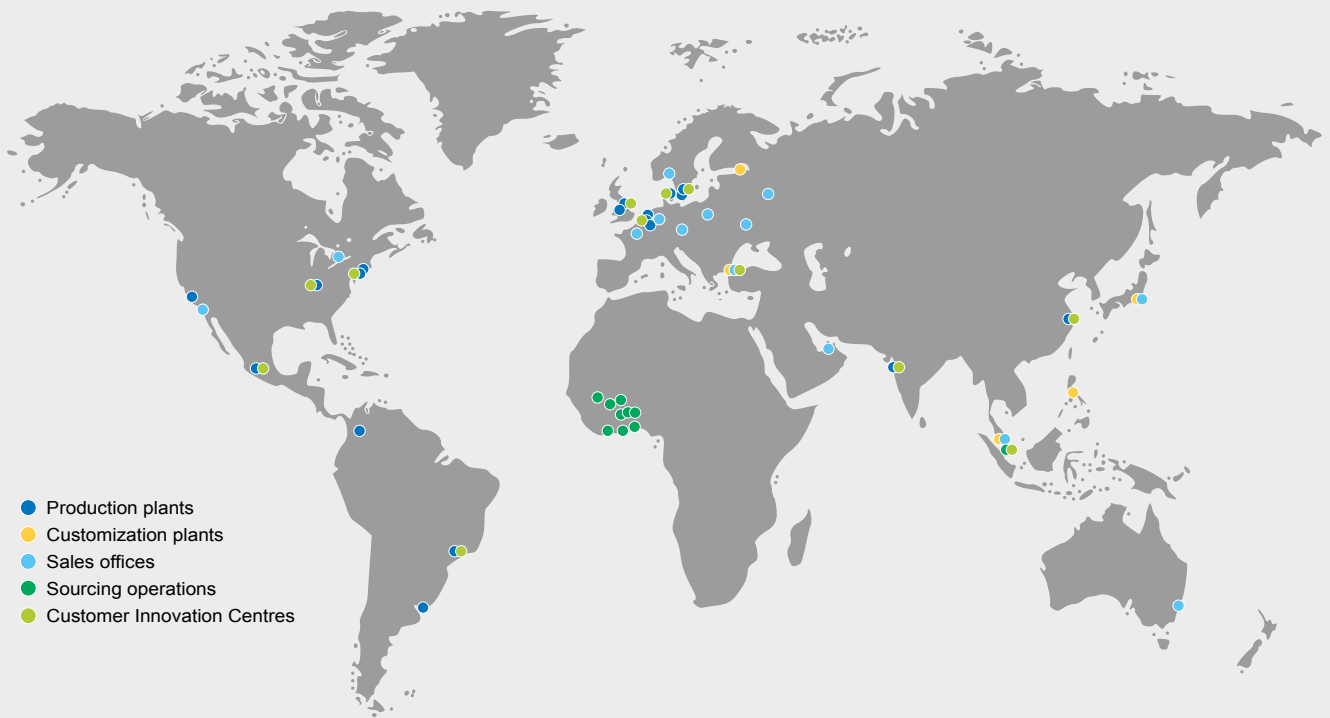 Production plants
Customization plants
Sales offices
Sourcing operations
Customer Innovation Centres